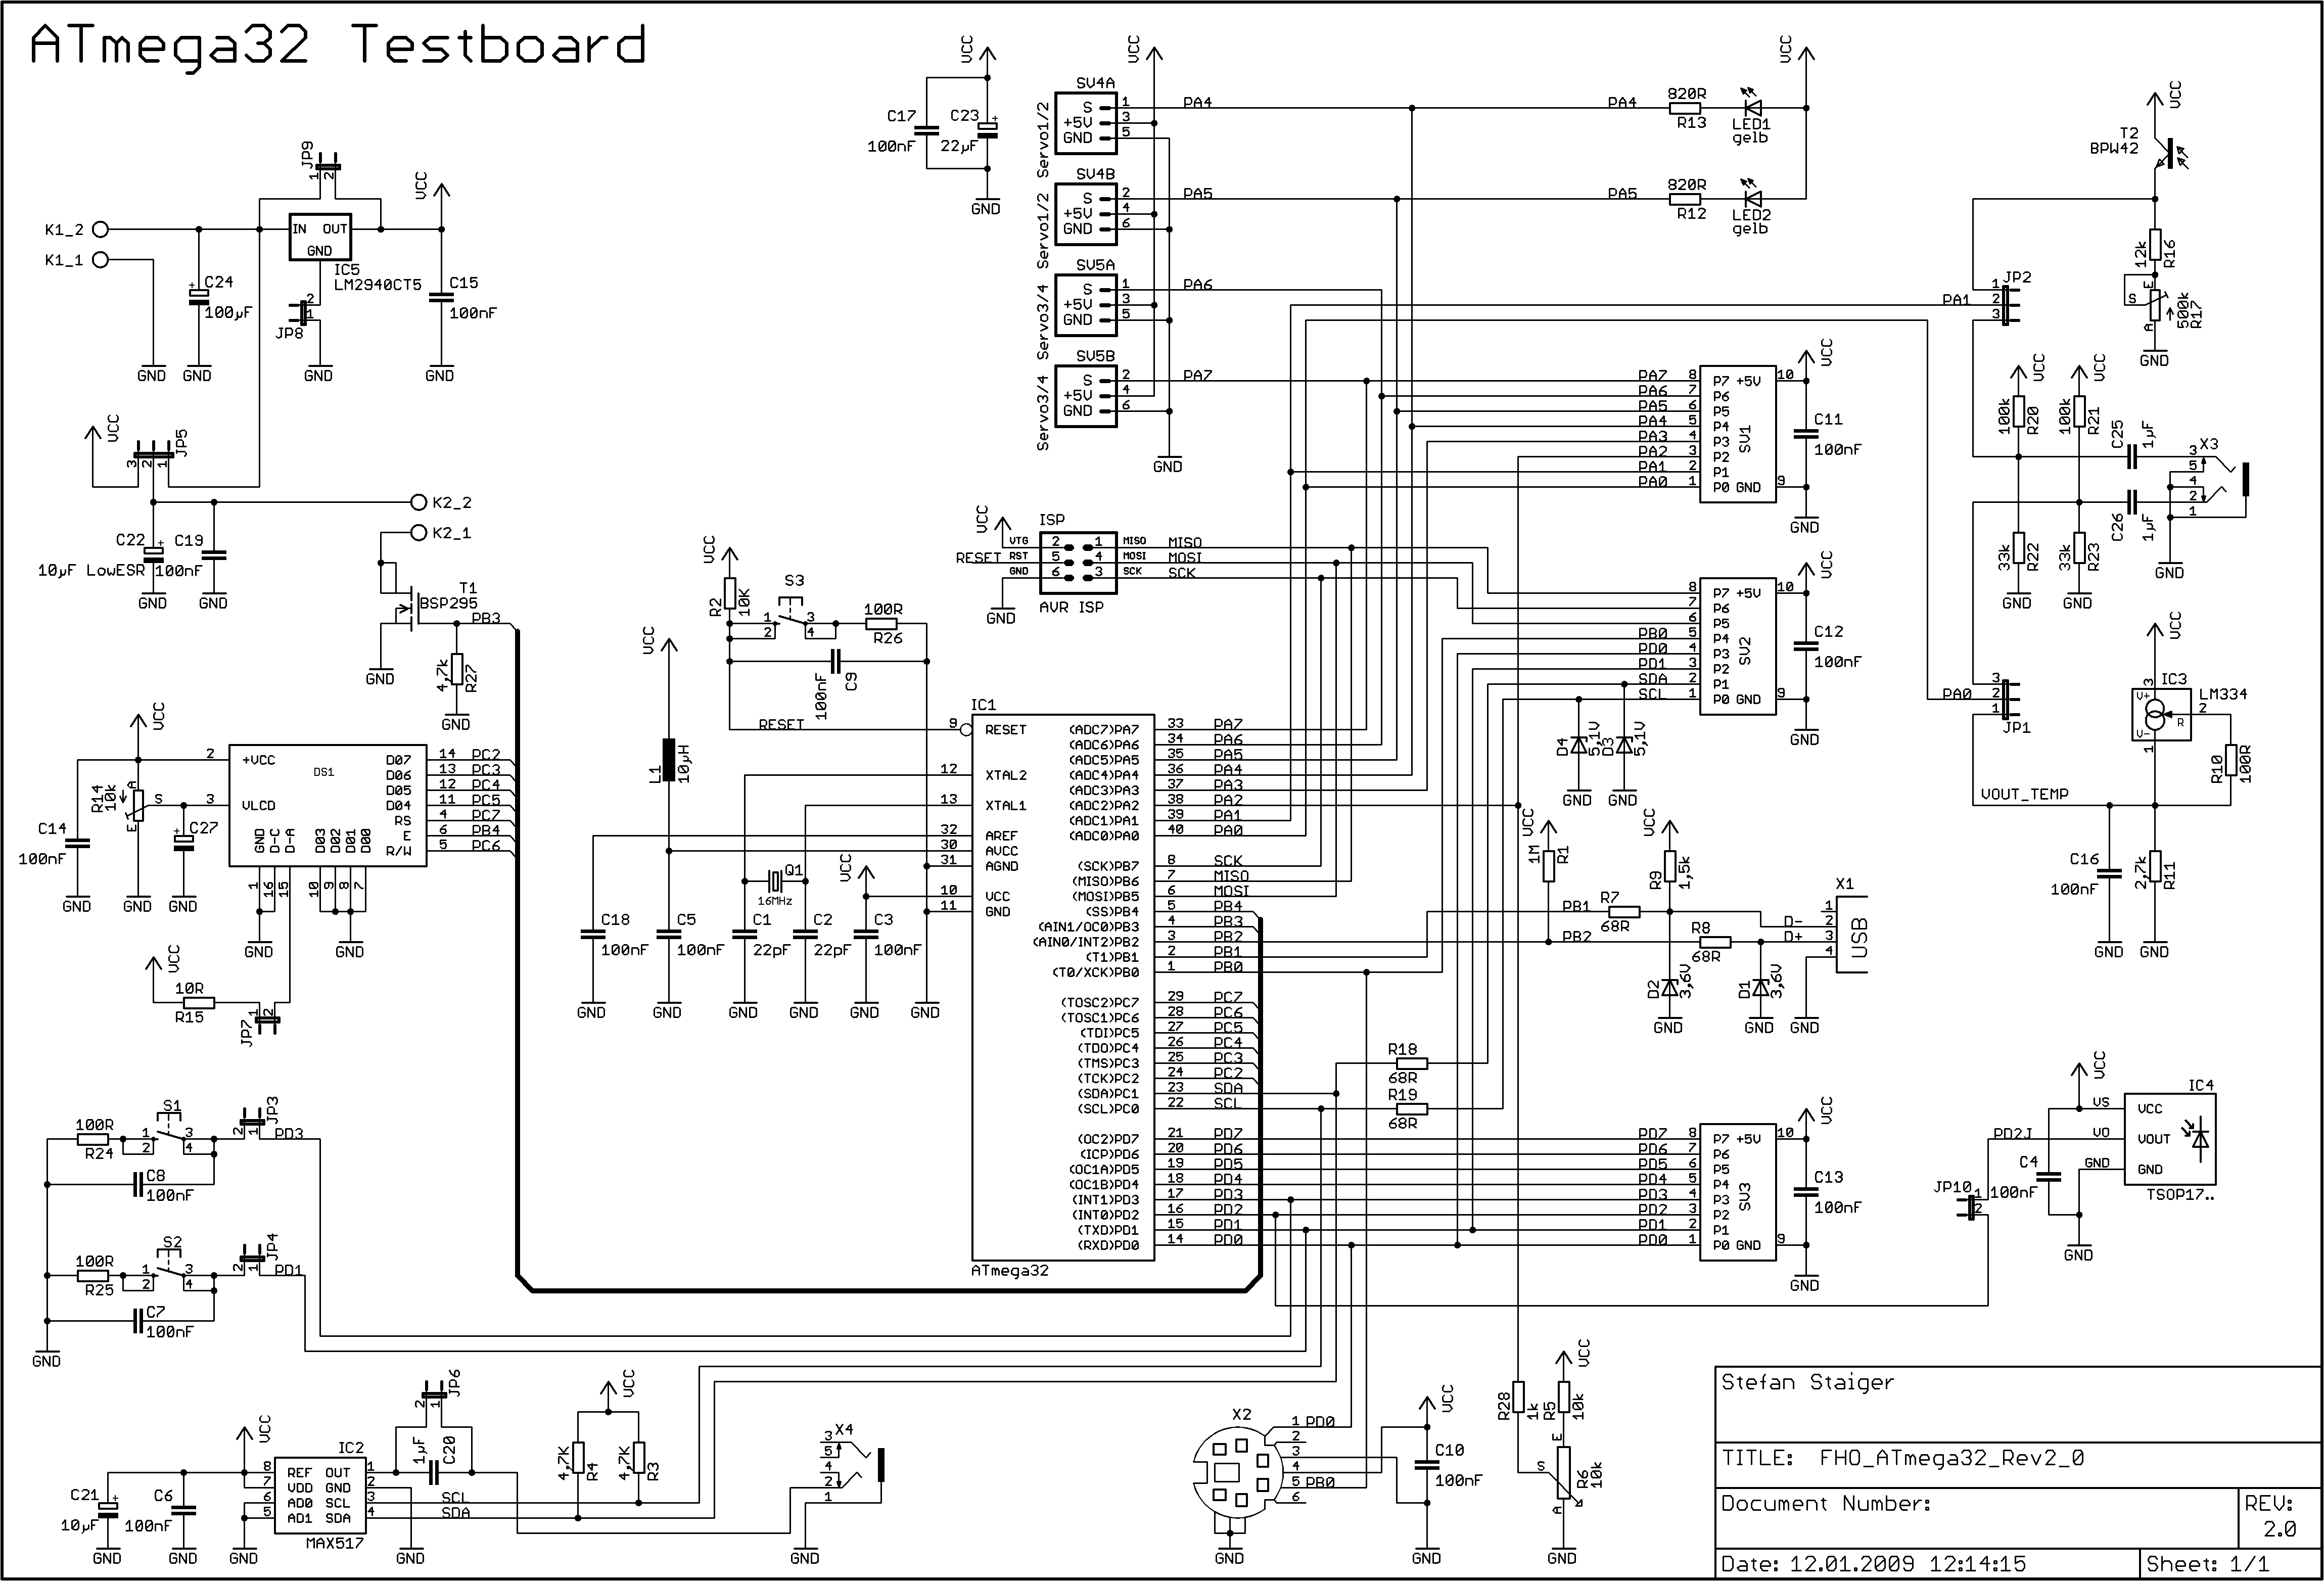 ATmega32 Testboard
VCC
C17
100nF
C23
+
22µF
GND
VCC
SV4A
Servo1/2
S 1 PA4
+5V 3
GND 5
SV4B
Servo1/2
S 2 PA5
+5V 4
GND 6
SV5A
Servo3/4
S 1 PA6
+5V 3
GND 5
SV5B
Servo3/4
S 2 PA7
+5V 4
GND 6
GND
VCC
PA4 820R
R13
LED1
gelb
PA5 820R
R12
LED2
gelb
VCC
T2
BPW42
12k
R16
E
S
500k
R17
A
GND
JP2
1
PA1 2
3
VCC
100k
R20
VCC
100k
R21
C25
1µF
C26
1µF
X3
3
5
4
2
1
GND
33k
R22
GND
33k
R23
GND
JP9
1 2
VCC
K1_2
K1_1
IN OUT
GND
IC5
LM2940CT5
C24
+
100µF
C15
100nF
2
1
JP8
GND GND GND GND
VCC
JP5
3 2 1
K2_2
K2_1
C22
+
10µF LowESR
C19
100nF
GND GND
T1
BSP295
PB3
4,7k
R27
GND
GND
VCC
R14
10k
A
S
E
C14
100nF
C27
+
GND GND GND
2 +VCC
DS1
3 VLCD
D07 14 PC2
D06 13 PC3
D05 12 PC4
D04 11 PC5
RS 4 PC7
E 6 PB4
R/W 5 PC6
GND D-C D-A D03 D02 D01 D00
1 16 15 10 9 8 7
GND GND
VCC
10R
R15
JP7
1 2
VCC
R2
10K
S3
1 3
2 4
100R
R26
100nF
C9
RESET
VCC
L1
10µH
VCC
ISP
RESET
VTG 2 1 MISO MISO
RST 5 4 MOSI MOSI
GND 6 3 SCK SCK
AVR ISP
GND
IC1
9 RESET
12 XTAL2
13 XTAL1
32 AREF
30 AVCC
31 AGND
10 VCC
11 GND
(ADC7)PA7 33 PA7
(ADC6)PA6 34 PA6
(ADC5)PA5 35 PA5
(ADC4)PA4 36 PA4
(ADC3)PA3 37 PA3
(ADC2)PA2 38 PA2
(ADC1)PA1 39 PA1
(ADC0)PA0 40 PA0
(SCK)PB7 8 SCK
(MISO)PB6 7 MISO
(MOSI)PB5 6 MOSI
(SS)PB4 5 PB4
(AIN1/OC0)PB3 4 PB3
(AIN0/INT2)PB2 3 PB2
(T1)PB1 2 PB1
(T0/XCK)PB0 1 PB0
(TOSC2)PC7 29 PC7
(TOSC1)PC6 28 PC6
(TDI)PC5 27 PC5
(TDO)PC4 26 PC4
(TMS)PC3 25 PC3
(TCK)PC2 24 PC2
(SDA)PC1 23 SDA
(SCL)PC0 22 SCL
(OC2)PD7 21 PD7
(ICP)PD6 20 PD6
(OC1A)PD5 19 PD5
(OC1B)PD4 18 PD4
(INT1)PD3 17 PD3
(INT0)PD2 16 PD2
(TXD)PD1 15 PD1
(RXD)PD0 14 PD0
ATmega32
Q1
16MHz
VCC
C18
100nF
C5
100nF
C1
22pF
C2
22pF
C3
100nF
GND GND GND GND GND GND
PA7 8 P7 +5V 10
PA6 7 P6
PA5 6 P5
PA4 5 P4
PA3 4 P3
PA2 3 P2
PA1 2 P1
PA0 1 P0 GND 9
SV1
VCC
C11
100nF
GND
8 P7 +5V 10
7 P6
6 P5
PB0 5 P4
PD0 4 P3
PD1 3 P2
SDA 2 P1
SCL 1 P0 GND 9
SV2
VCC
C12
100nF
GND
D4
5,1V
D3
5,1V
GND GND
VCC
1M
R1
VCC
R9
1,5k
PB1 R7
68R
PB2 R8
68R
D-
D+
X1
1
2
3
4
USB
D2
3,6V
D1
3,6V
GND GND GND
R18
68R
R19
68R
PD7 8 P7 +5V 10
PD6 7 P6
PD5 6 P5
PD4 5 P4
PD3 4 P3
PD2 3 P2
PD1 2 P1
PD0 1 P0 GND 9
SV3
VCC
C13
100nF
GND
3
PA0 2
1
JP1
VCC
IC3
LM334
3
V+
R
V-
2
1
R10
100R
VOUT_TEMP
C16
100nF
2,7k
R11
GND GND
VCC
IC4
VS VCC
PD2J VO VOUT
GND GND
TSOP17..
C4
100nF
JP10
1
2
GND
100R
R24
S1
1 3
2 4
JP3
2 1
PD3
C8
100nF
100R
R25
S2
1 3
2 4
JP4
2 1
PD1
C7
100nF
GND
VCC
IC2
8 REF OUT 1
7 VDD GND 2
6 AD0 SCL 3 SCL
5 AD1 SDA 4 SDA
MAX517
C21
+
10µF
C6
100nF
GND GND GND GND
JP6
2 1
1µF
C20
VCC
4,7K
R4
4,7K
R3
X4
3
5
4
2
1
GND
X2
1 PD0
2
3
4
5 PB0
6
GND
VCC
C10
100nF
GND
R28
1k
VCC
R5
10k
E
S
R6
10k
A
GND
Stefan Staiger
TITLE: FHO_ATmega32_Rev2_0
Document Number:
REV:
2.0
Date: 12.01.2009 12:14:15
Sheet: 1/1